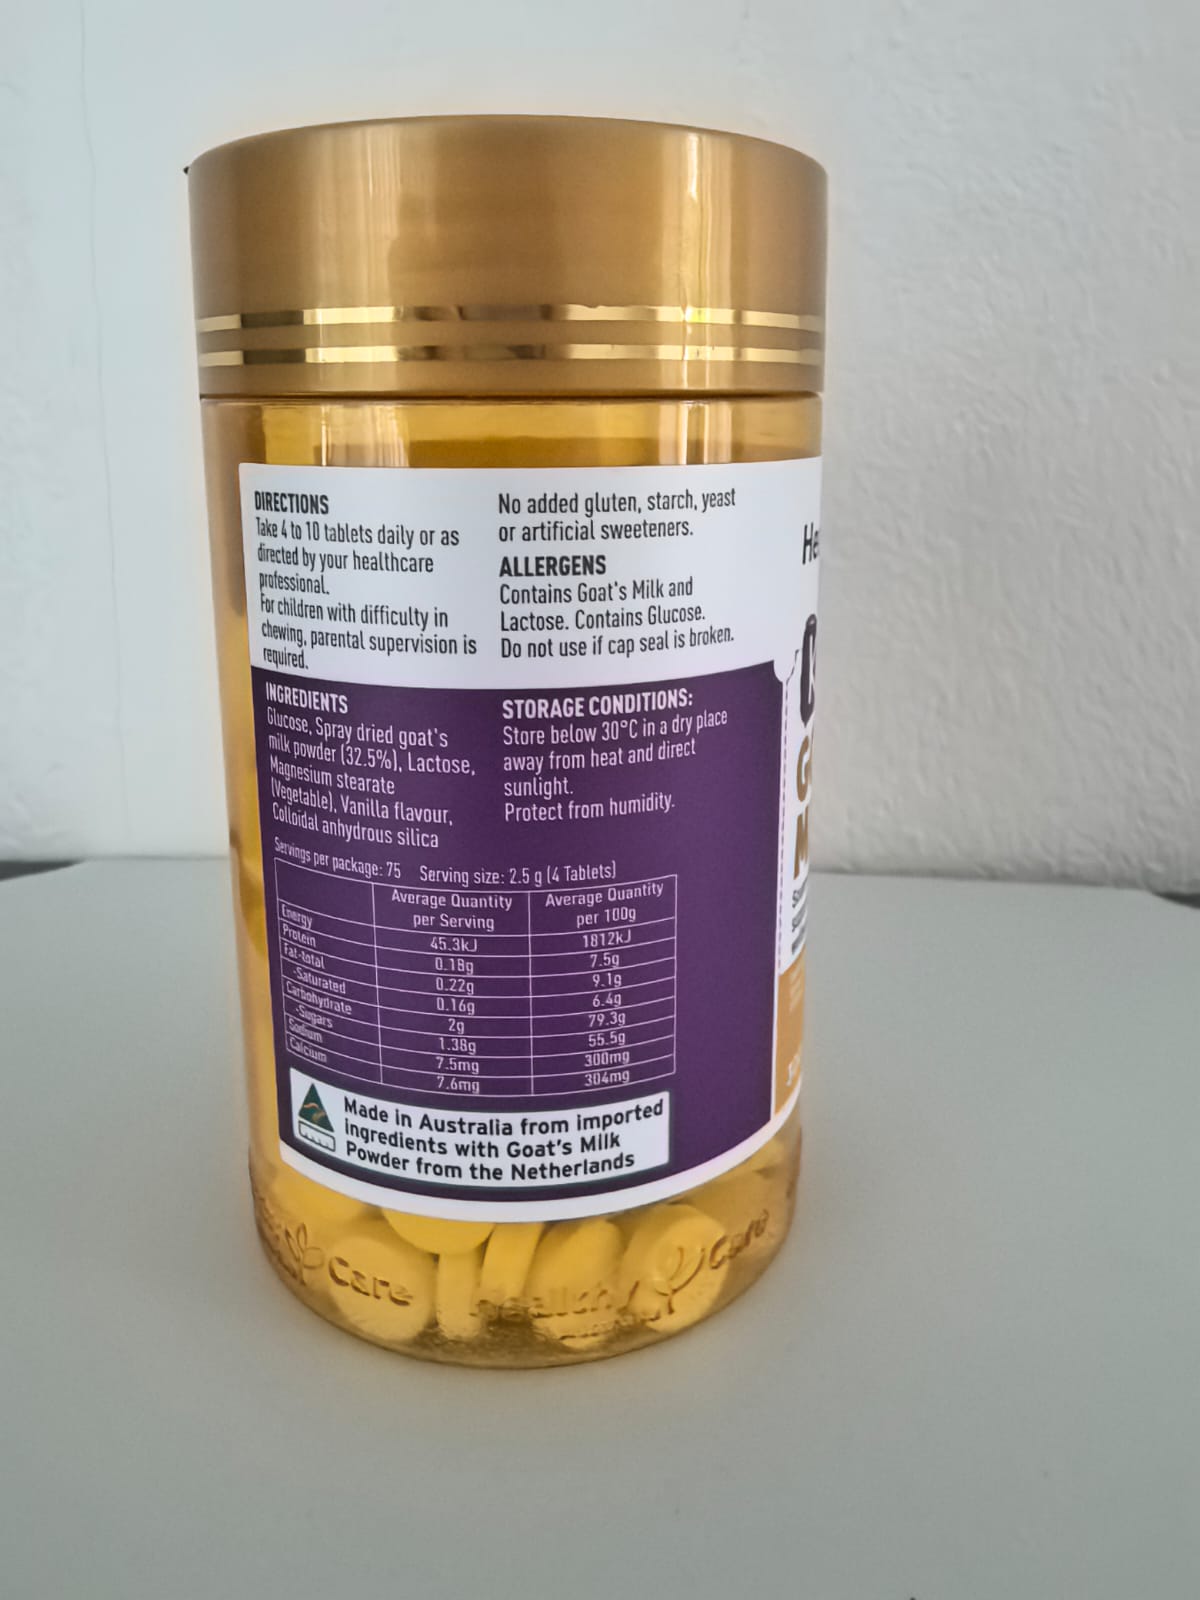 DIRECTIONS
Take 4 to 10 tablets daily or as
directed by your healthcare
professional.
For children with difficulty in
chewing, parental supervision is
required.
No added gluten, starch, yeast
or artificial sweeteners.
ALLERGENS
Contains Goat's Milk and
Lactose. Contains Glucose.
Do not use if cap seal is broken.
INGREDIENTS
Glucose, Spray dried goat's
milk powder (32.5%), Lactose,
Magnesium stearate
(Vegetable), Vanilla flavour,
Colloidal anhydrous silica
STORAGE CONDITIONS:
Store below 30°C in a dry place
away from heat and direct
sunlight.
Protect from humidity.
Servings per package: 75 Serving size: 2.5 g (4 Tablets)
Average Quantity per Serving Average Quantity per 100g
Energy 45.3kJ 1812kJ
Protein 0.18g 7.5g
Fat-total 0.22g 9.1g
-Saturated 0.16g 6.4g
Carbohydrate 2g 79.3g
-Sugars 1.38g 55.5g
Sodium 7.5mg 300mg
Calcium 7.6mg 304mg
Made in Australia from imported
ingredients with Goat's Milk
Powder from the Netherlands
Care Healthy Care